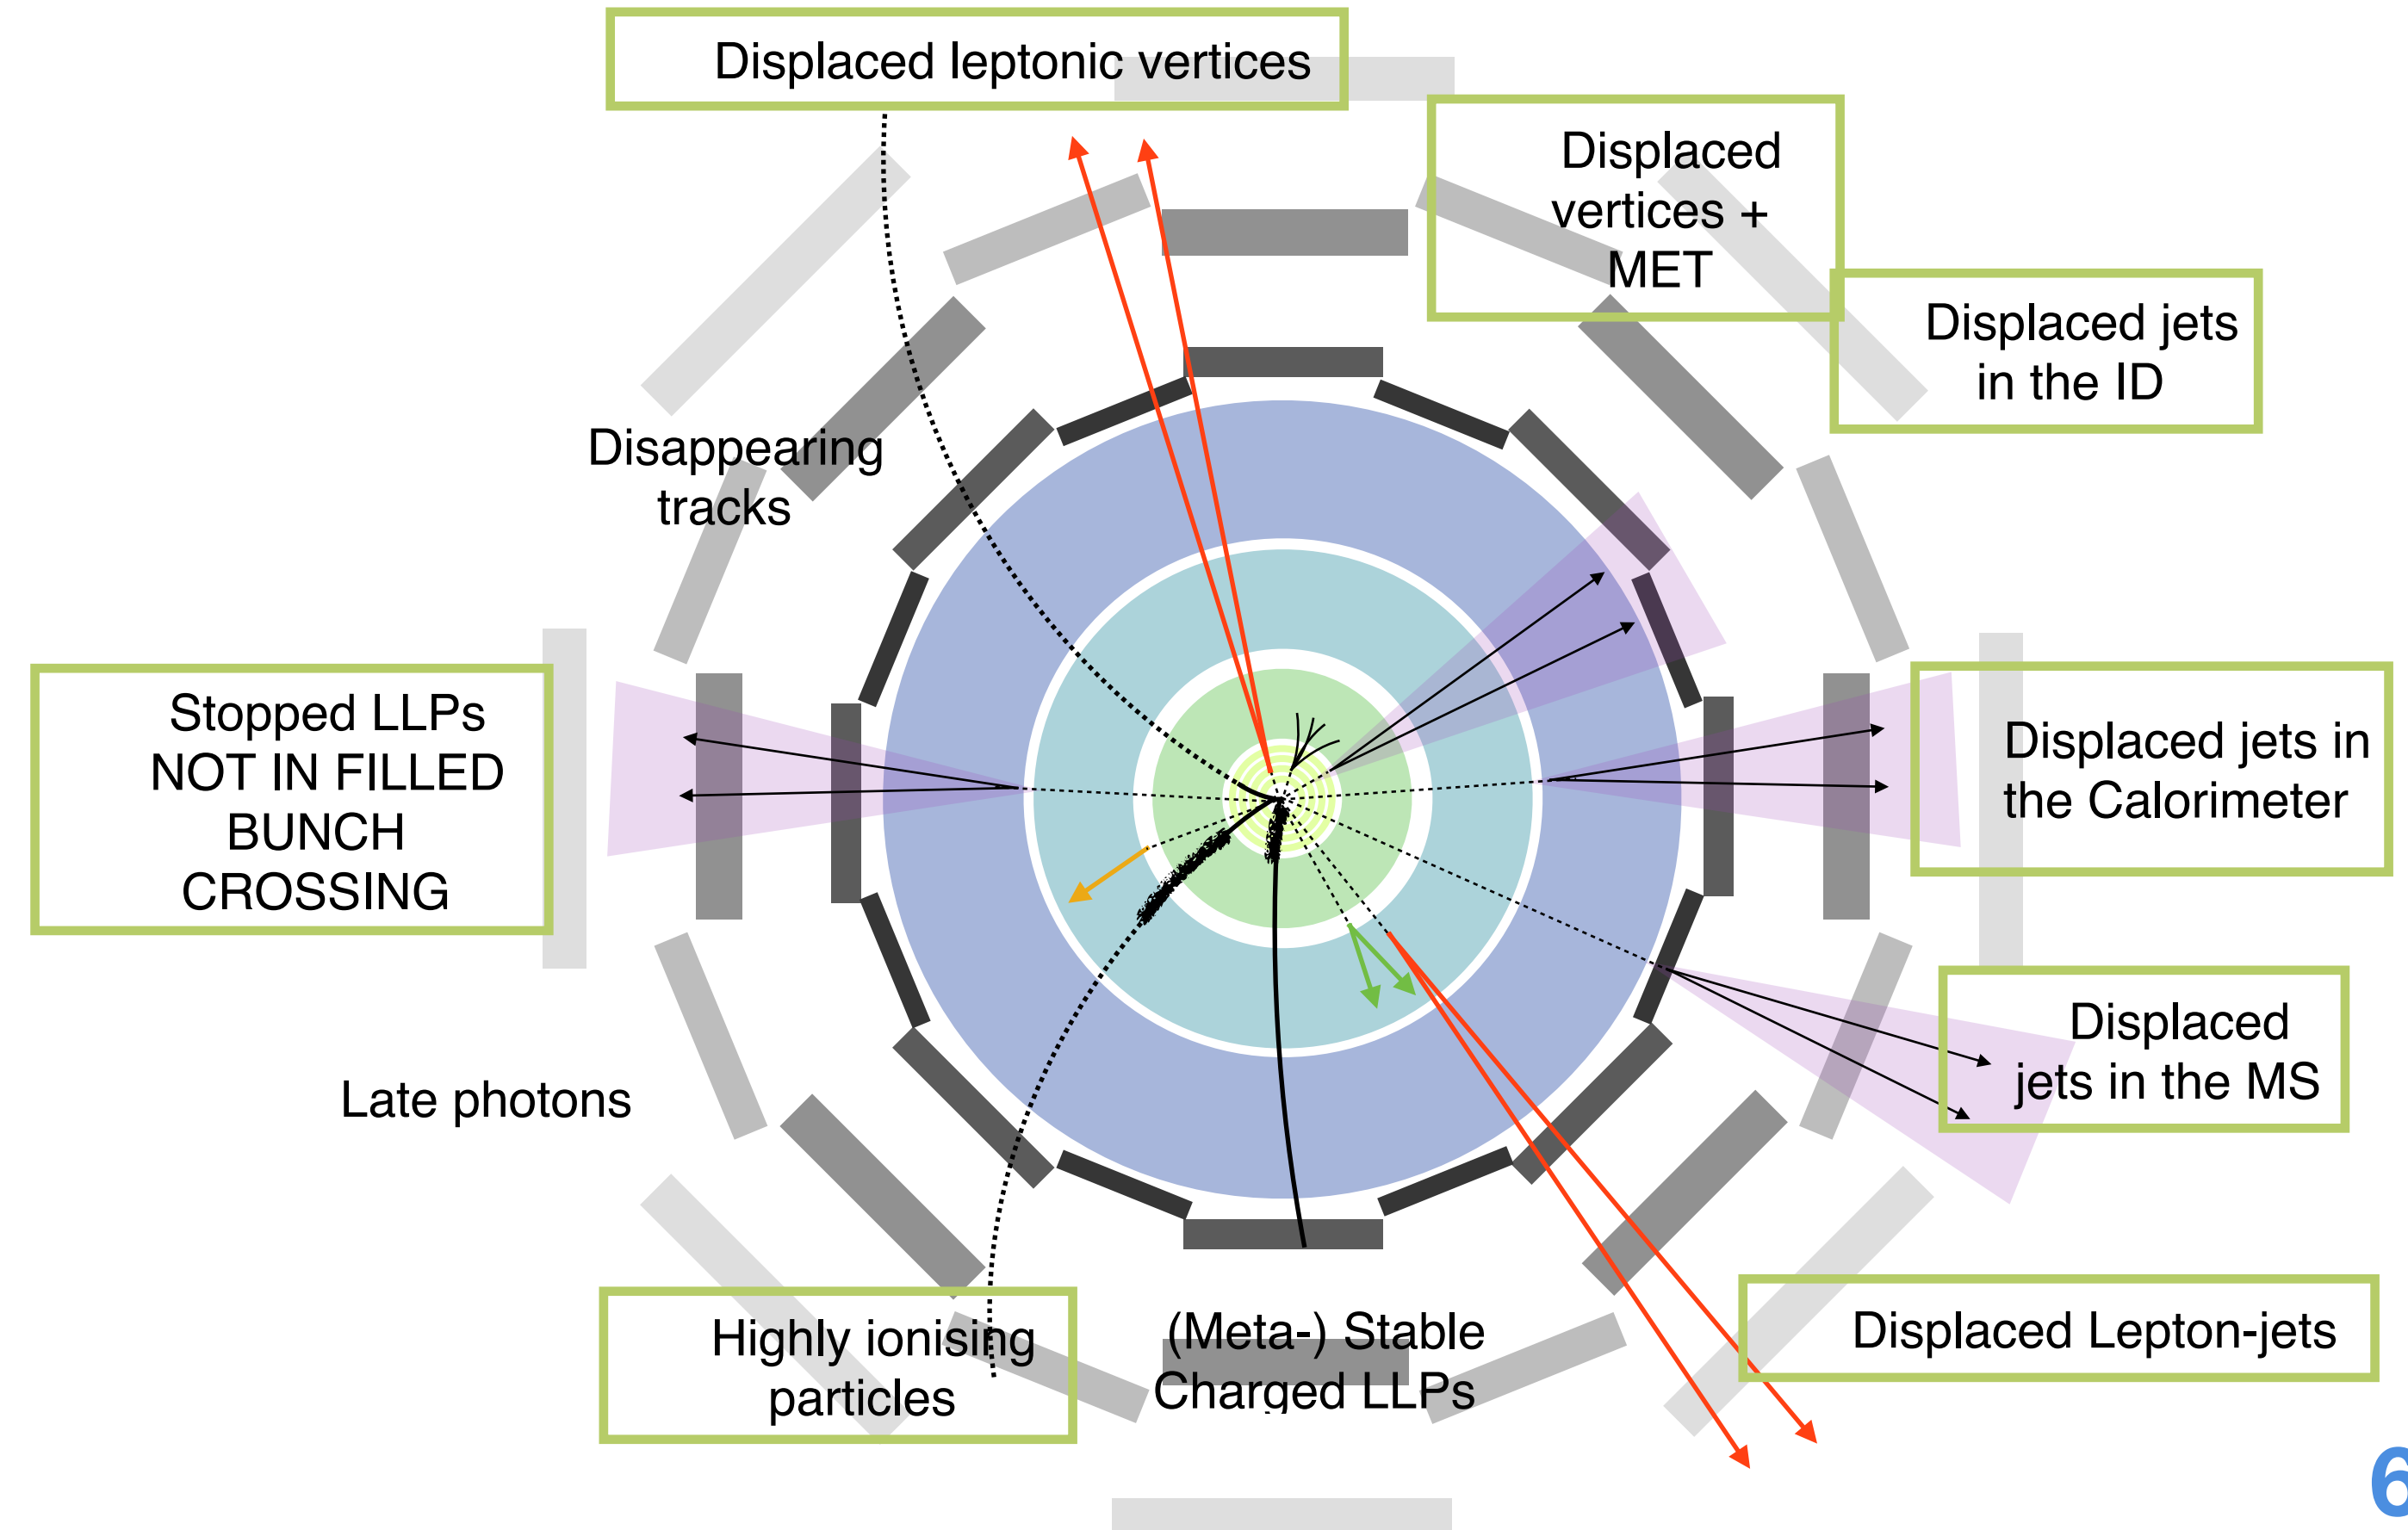 Displaced leptonic vertices
Displaced
vertices +
MET
Displaced jets
in the ID
Disappearing
tracks
Stopped LLPs
NOT IN FILLED
BUNCH
CROSSING
Displaced jets in
the Calorimeter
Displaced
jets in the MS
Late photons
Highly ionising
particles
(Meta-) Stable
Charged LLPs
Displaced Lepton-jets
6